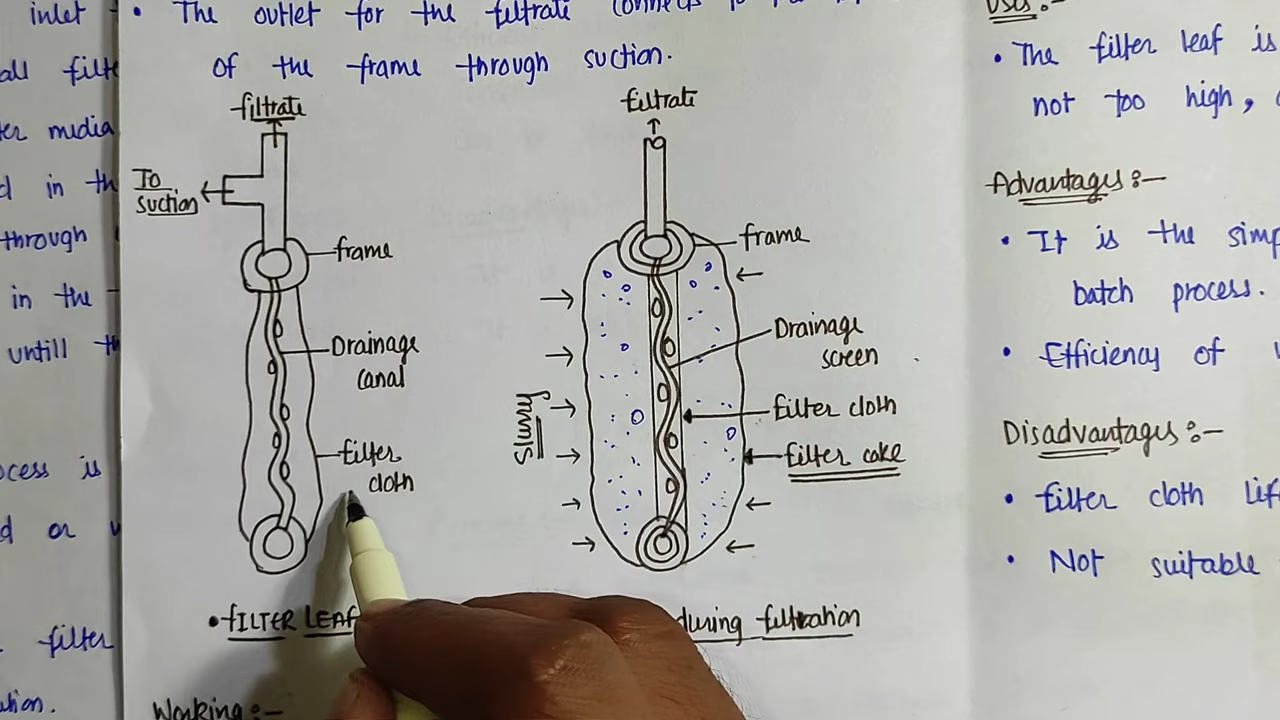 inlet
all filte
media
in the
through
in the
untill
is
or
filter
• The outlet for the filtrate
of the frame through suction.
filtrate
To
suction
frame
Drainage
canal
filter
cloth
• FILTER LEAF
Working:-
filtrate
frame
Drainage
screen
filter cloth
filter cake
Slurry
during filtration
Uses:-
• The filter leaf is
not too high,
Advantages:-
• It is the simp
batch process.
• Efficiency of
Disadvantages:-
• filter cloth lif
• Not suitable